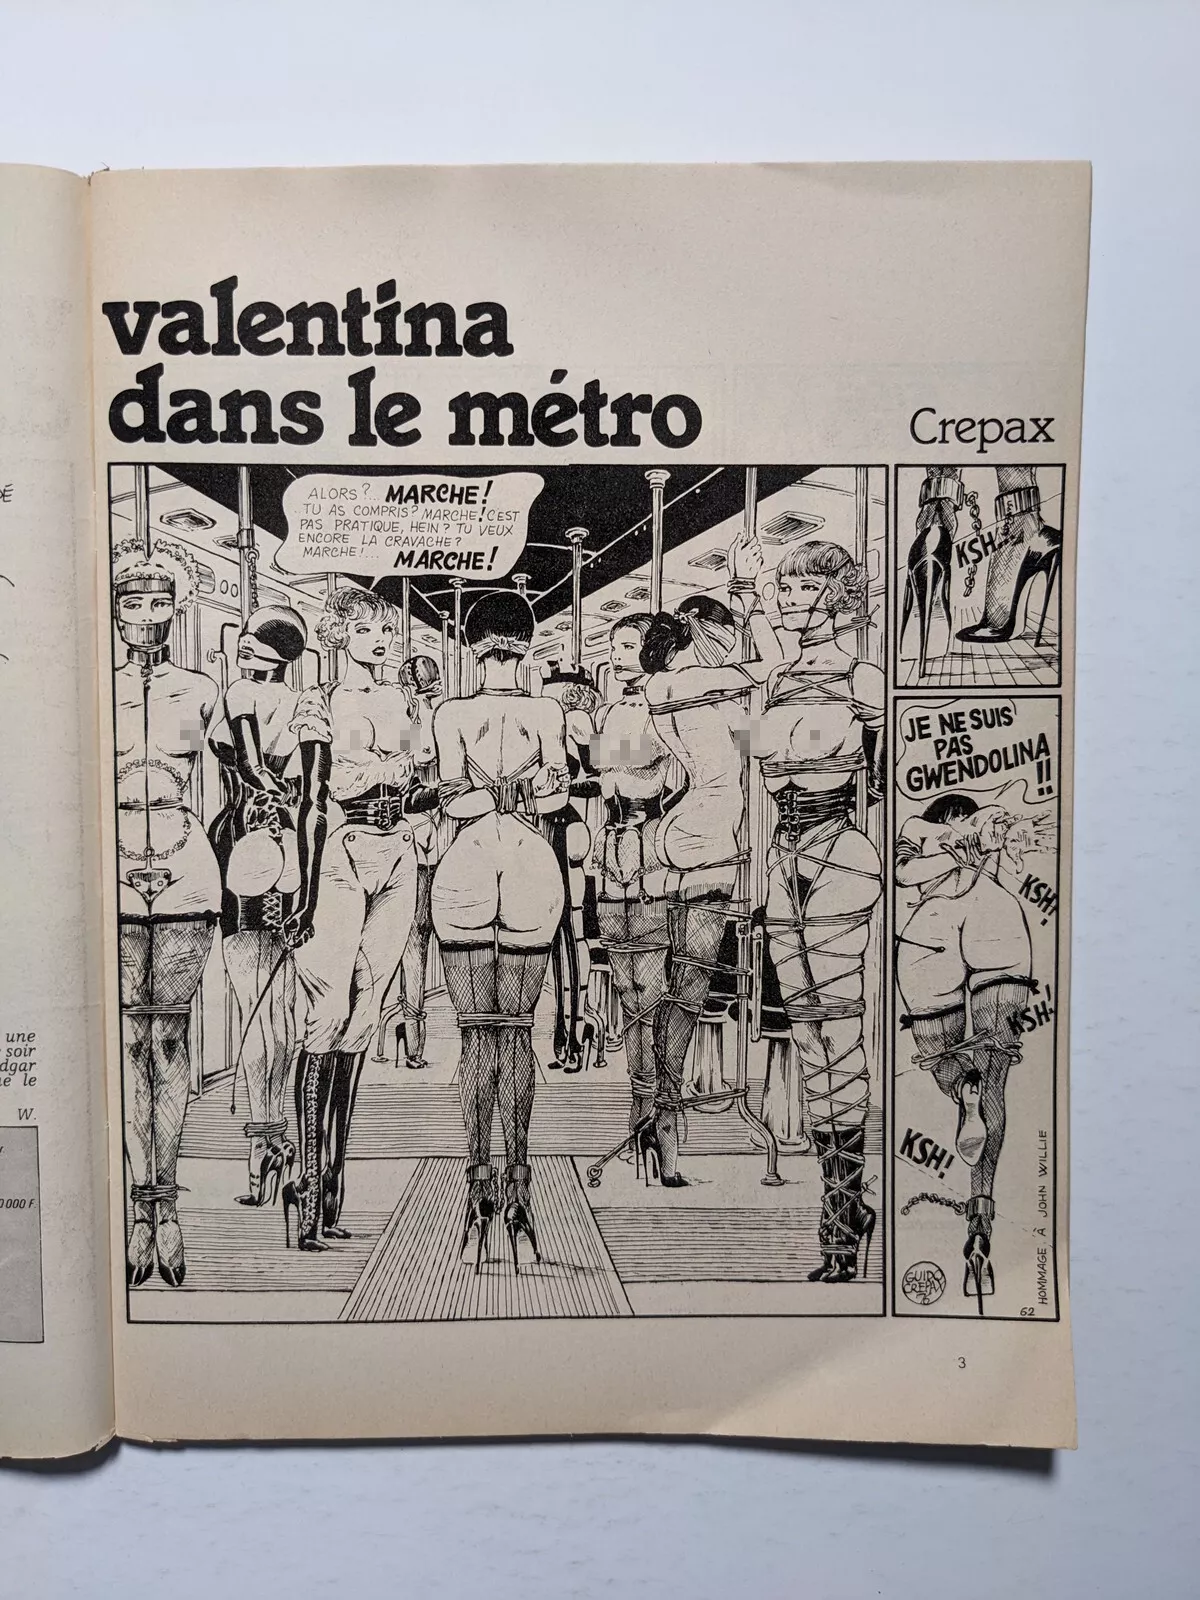 valentina
dans le métro
Crepax
ALORS?... MARCHE!
TU AS COMPRIS? MARCHE! C'EST
PAS PRATIQUE, HEIN? TU VEUX
ENCORE LA CRAVACHE?
MARCHE!... MARCHE!
KSH!
JE NE SUIS
PAS
GWENDOLINA
!!
KSH!
KSH!
KSH!
HOMMAGE À JOHN WILLIE
GUIDO
CREPAX
62
3
une
soir
dgar
le
W.
000 F.